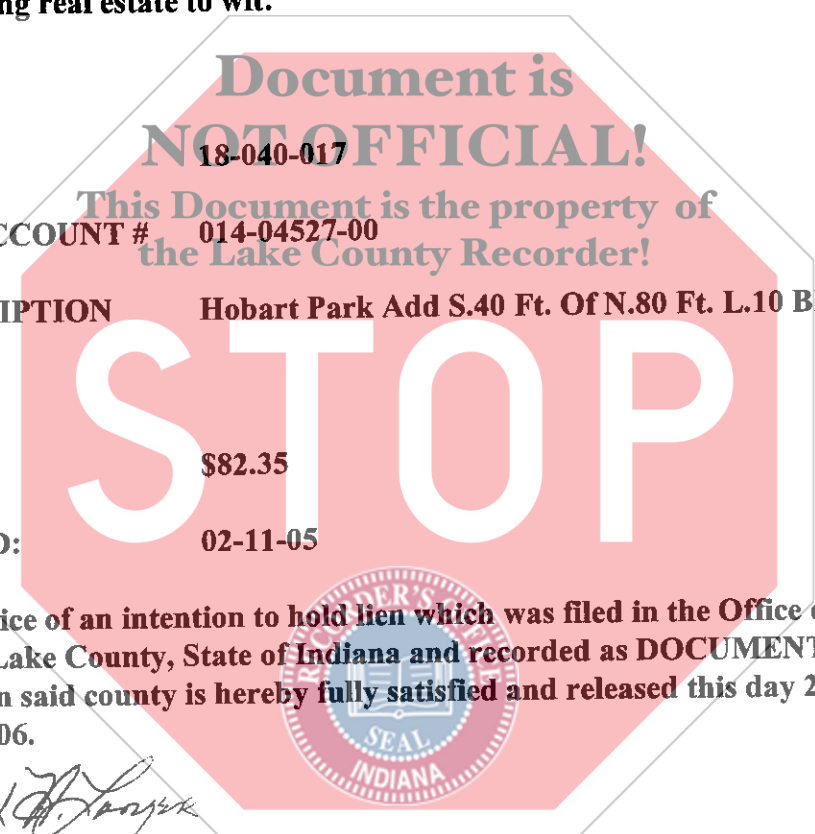 ng real estate to wit:
Document is
NOT OFFICIAL!
18-040-017
This Document is the property of
CCOUNT # 014-04527-00
the Lake County Recorder!
IPTION Hobart Park Add S.40 Ft. Of N.80 Ft. L.10 B
STOP
$82.35
D: 02-11-05
ice of an intention to hold lien which was filed in the Office
Lake County, State of Indiana and recorded as DOCUMENT
n said county is hereby fully satisfied and released this day 2
06.
RECORDER'S OFFICE
SEAL
INDIANA